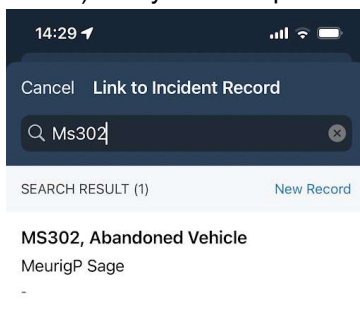 14:29
Cancel Link to Incident Record
Ms302
SEARCH RESULT (1) New Record
MS302, Abandoned Vehicle
MeurigP Sage
-